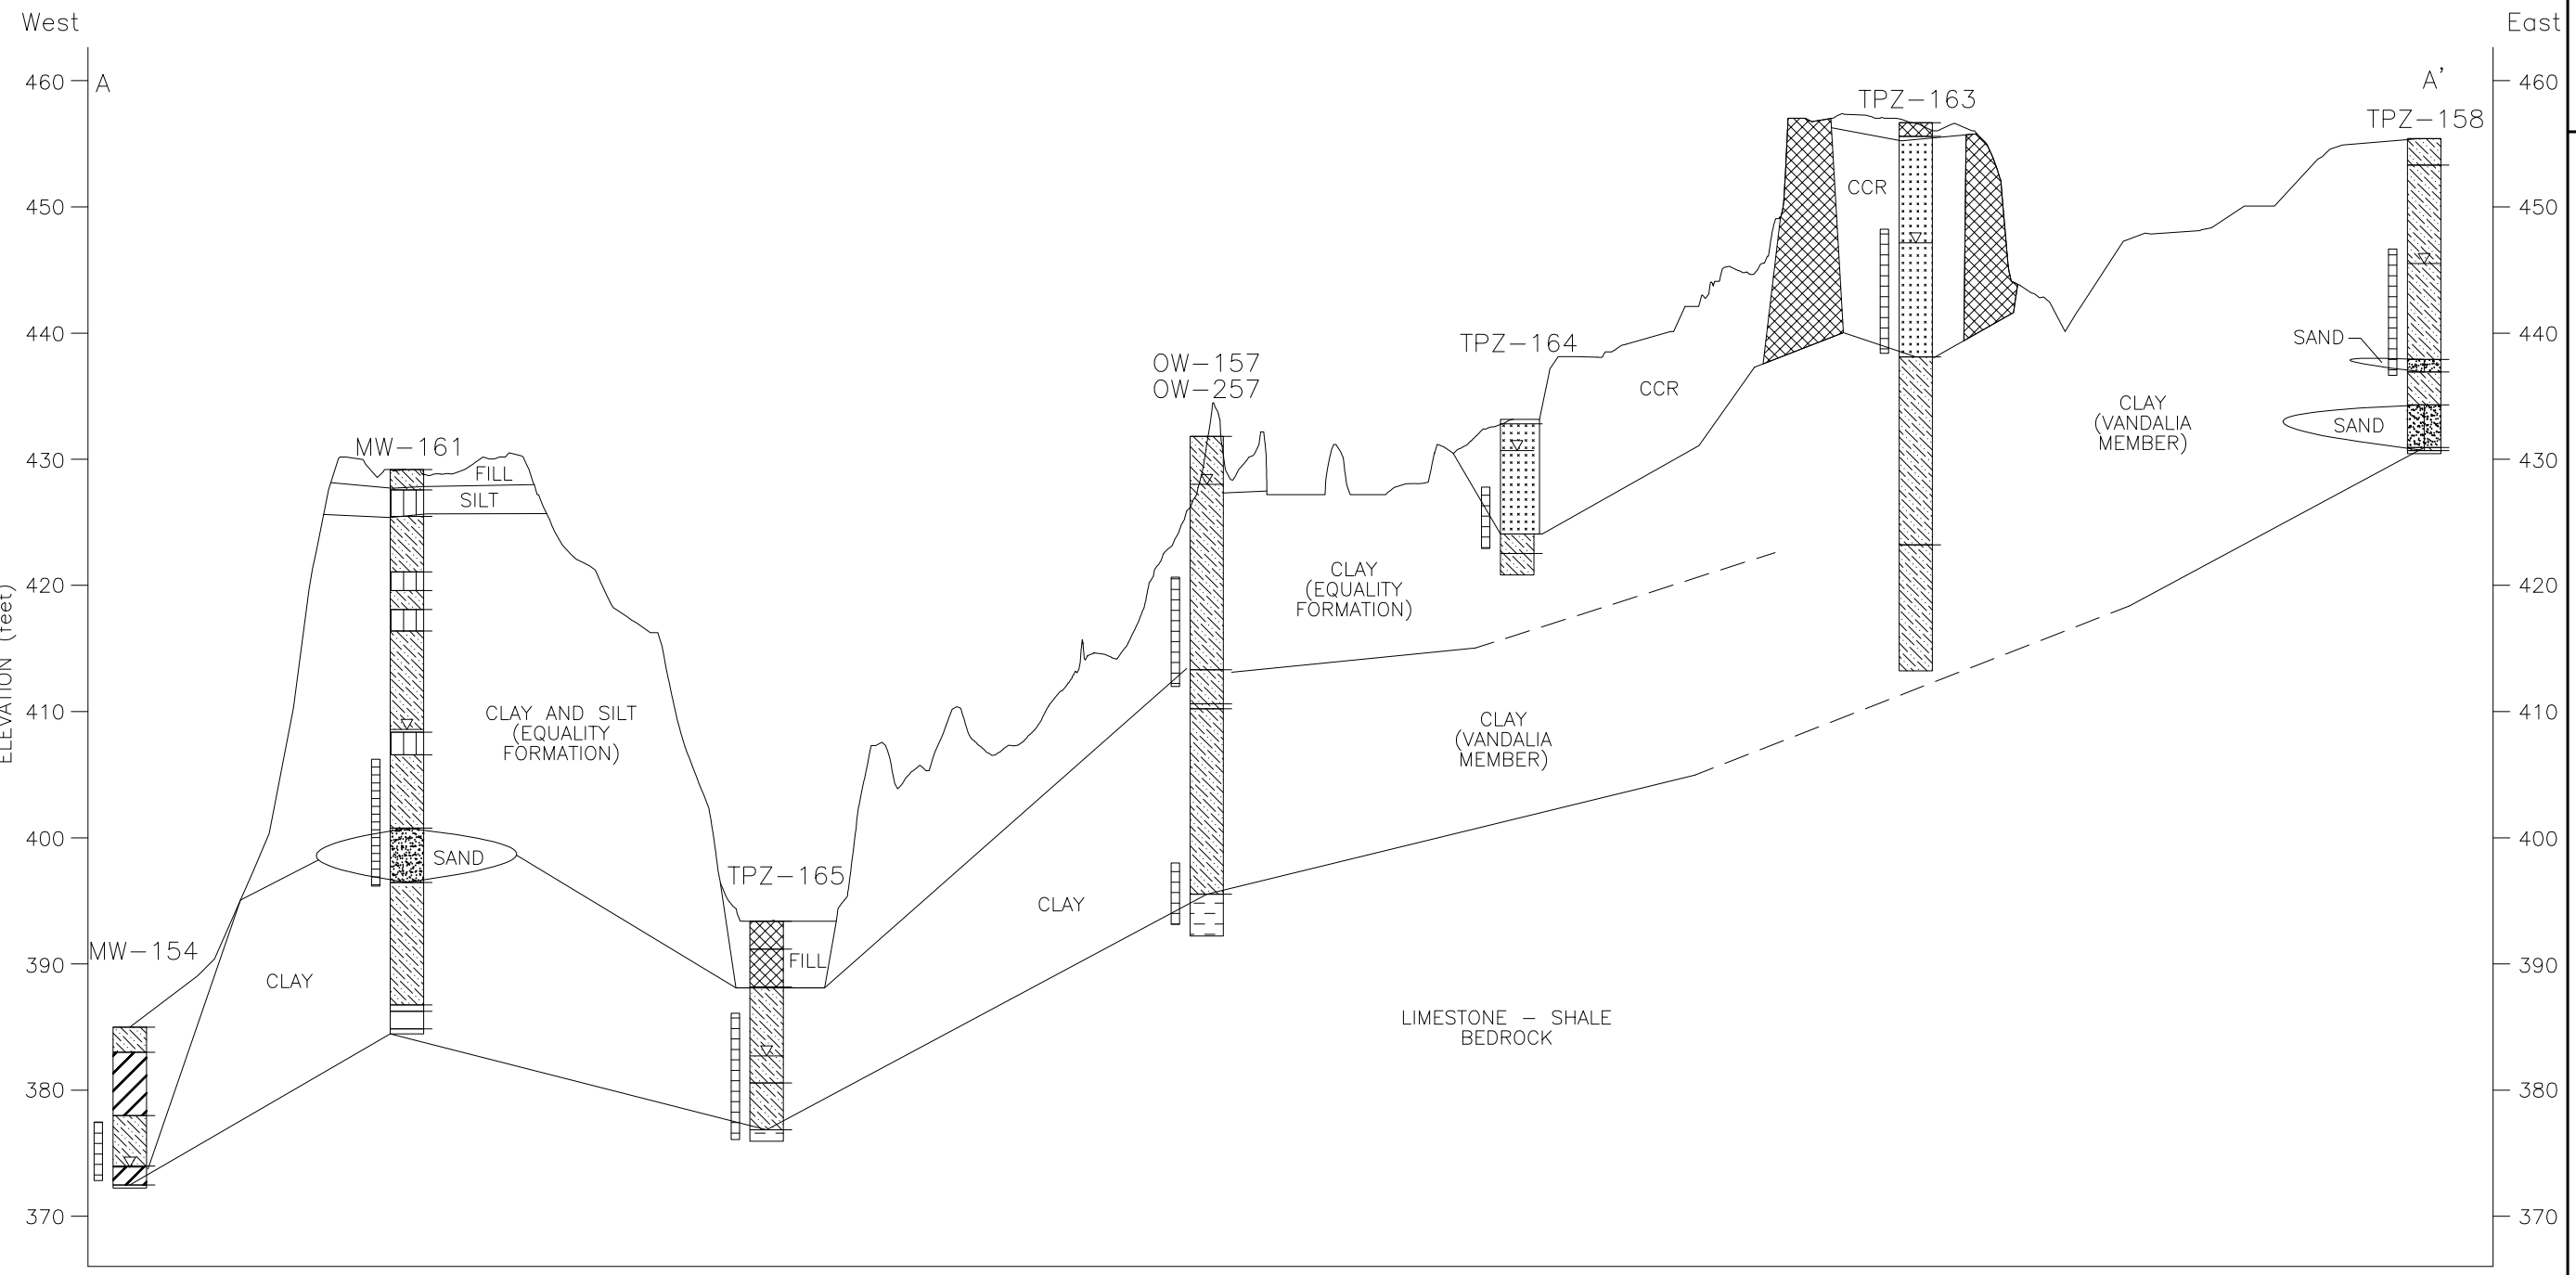 West
East
460
A
A'
460
TPZ-163
TPZ-158
450
CCR
450
440
TPZ-164
SAND
440
OW-157
OW-257
CCR
CLAY
(VANDALIA
MEMBER)
SAND
430
MW-161
FILL
SILT
430
420
CLAY
(EQUALITY
FORMATION)
420
ELEVATION (feet)
410
CLAY AND SILT
(EQUALITY
FORMATION)
CLAY
(VANDALIA
MEMBER)
410
400
SAND
400
TPZ-165
CLAY
390
MW-154
CLAY
FILL
390
LIMESTONE - SHALE
BEDROCK
380
380
370
370